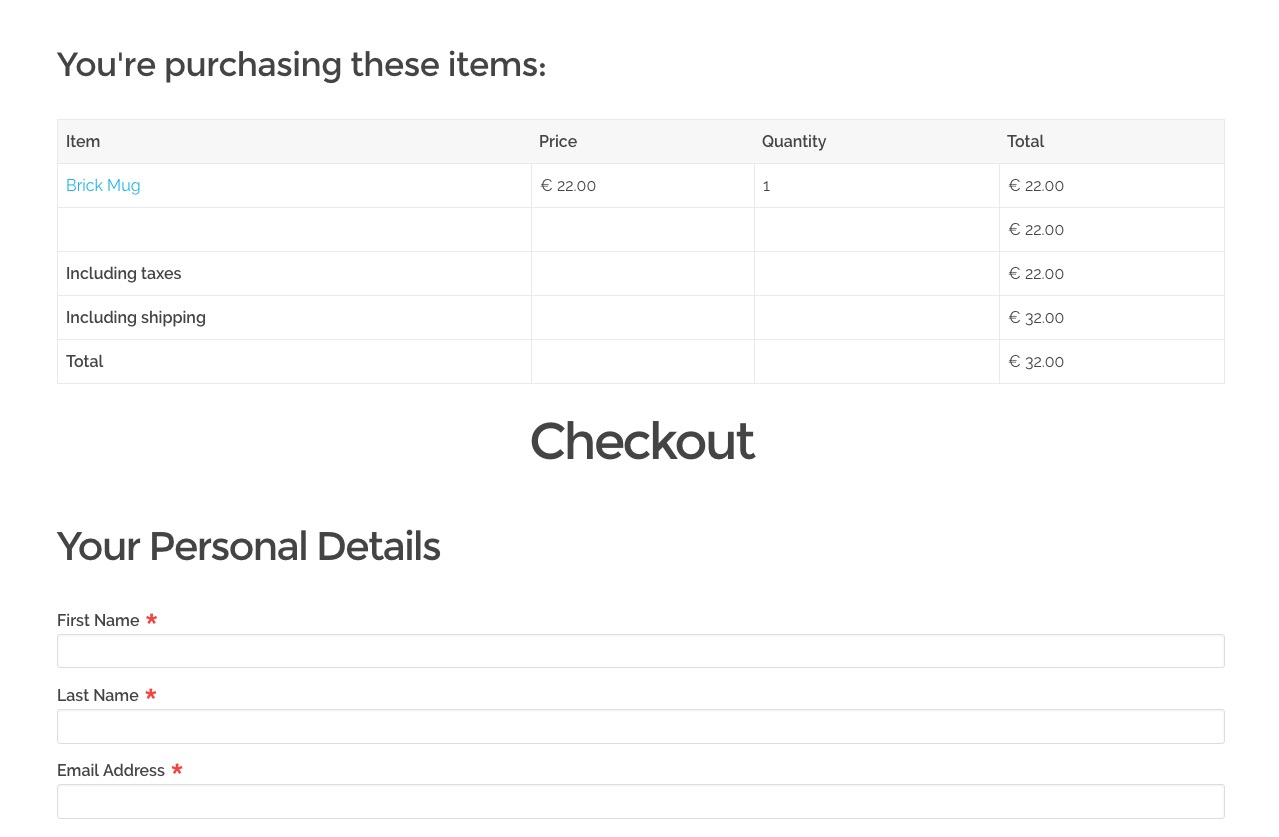 You're purchasing these items:
Item Price Quantity Total
Brick Mug € 22.00 1 € 22.00
€ 22.00
Including taxes € 22.00
Including shipping € 32.00
Total € 32.00
Checkout
Your Personal Details
First Name *
Last Name *
Email Address *